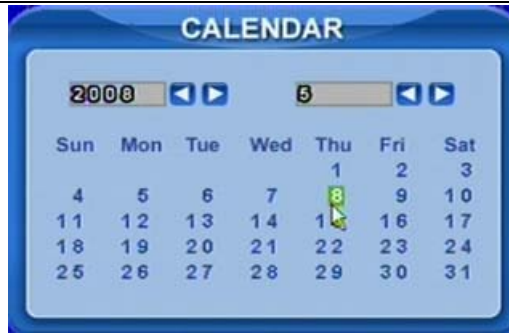 CALENDAR
2008 5
Sun Mon Tue Wed Thu Fri Sat
1 2 3
4 5 6 7 8 9 10
11 12 13 14 15 16 17
18 19 20 21 22 23 24
25 26 27 28 29 30 31